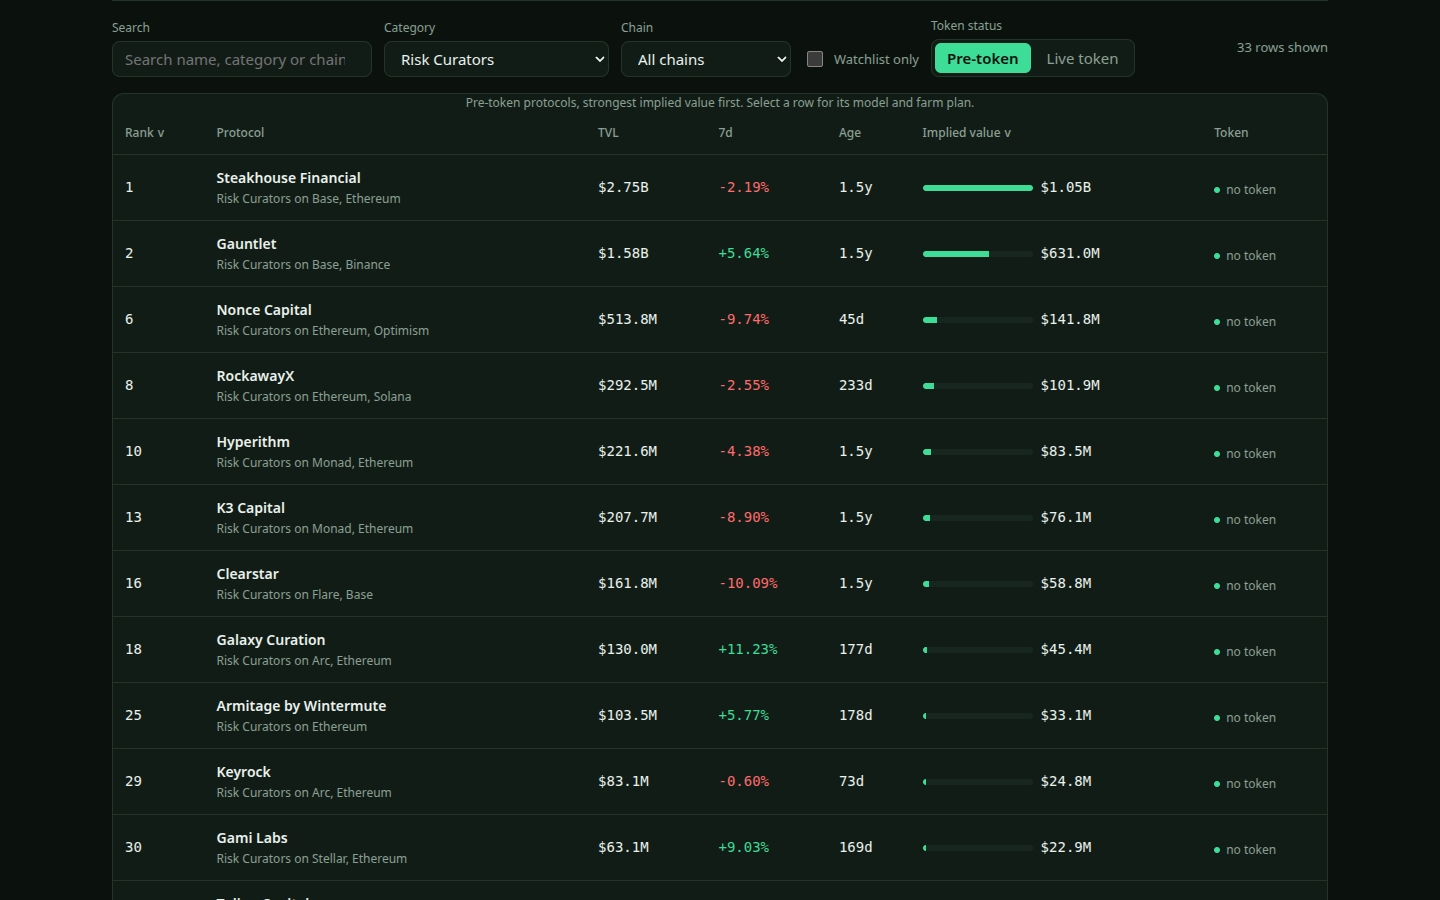 Search
Category
Chain
Token status
Search name, category or chain
Risk Curators
All chains
Watchlist only
Pre-token
Live token
33 rows shown
Pre-token protocols, strongest implied value first. Select a row for its model and farm plan.
Rank v Protocol TVL 7d Age Implied value v Token
1 Steakhouse Financial $2.75B -2.19% 1.5y $1.05B no token
Risk Curators on Base, Ethereum
2 Gauntlet $1.58B +5.64% 1.5y $631.0M no token
Risk Curators on Base, Binance
6 Nonce Capital $513.8M -9.74% 45d $141.8M no token
Risk Curators on Ethereum, Optimism
8 RockawayX $292.5M -2.55% 233d $101.9M no token
Risk Curators on Ethereum, Solana
10 Hyperithm $221.6M -4.38% 1.5y $83.5M no token
Risk Curators on Monad, Ethereum
13 K3 Capital $207.7M -8.90% 1.5y $76.1M no token
Risk Curators on Monad, Ethereum
16 Clearstar $161.8M -10.09% 1.5y $58.8M no token
Risk Curators on Flare, Base
18 Galaxy Curation $130.0M +11.23% 177d $45.4M no token
Risk Curators on Arc, Ethereum
25 Armitage by Wintermute $103.5M +5.77% 178d $33.1M no token
Risk Curators on Ethereum
29 Keyrock $83.1M -0.60% 73d $24.8M no token
Risk Curators on Arc, Ethereum
30 Gami Labs $63.1M +9.03% 169d $22.9M no token
Risk Curators on Stellar, Ethereum